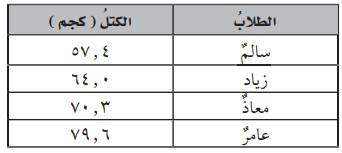 الطلابُ الكتلُ ( كجم )
سالمٌ ٥٧,٤
زياد ٦٤,٠
معاذٌ ٧٠,٣
عامرٌ ٧٩,٦